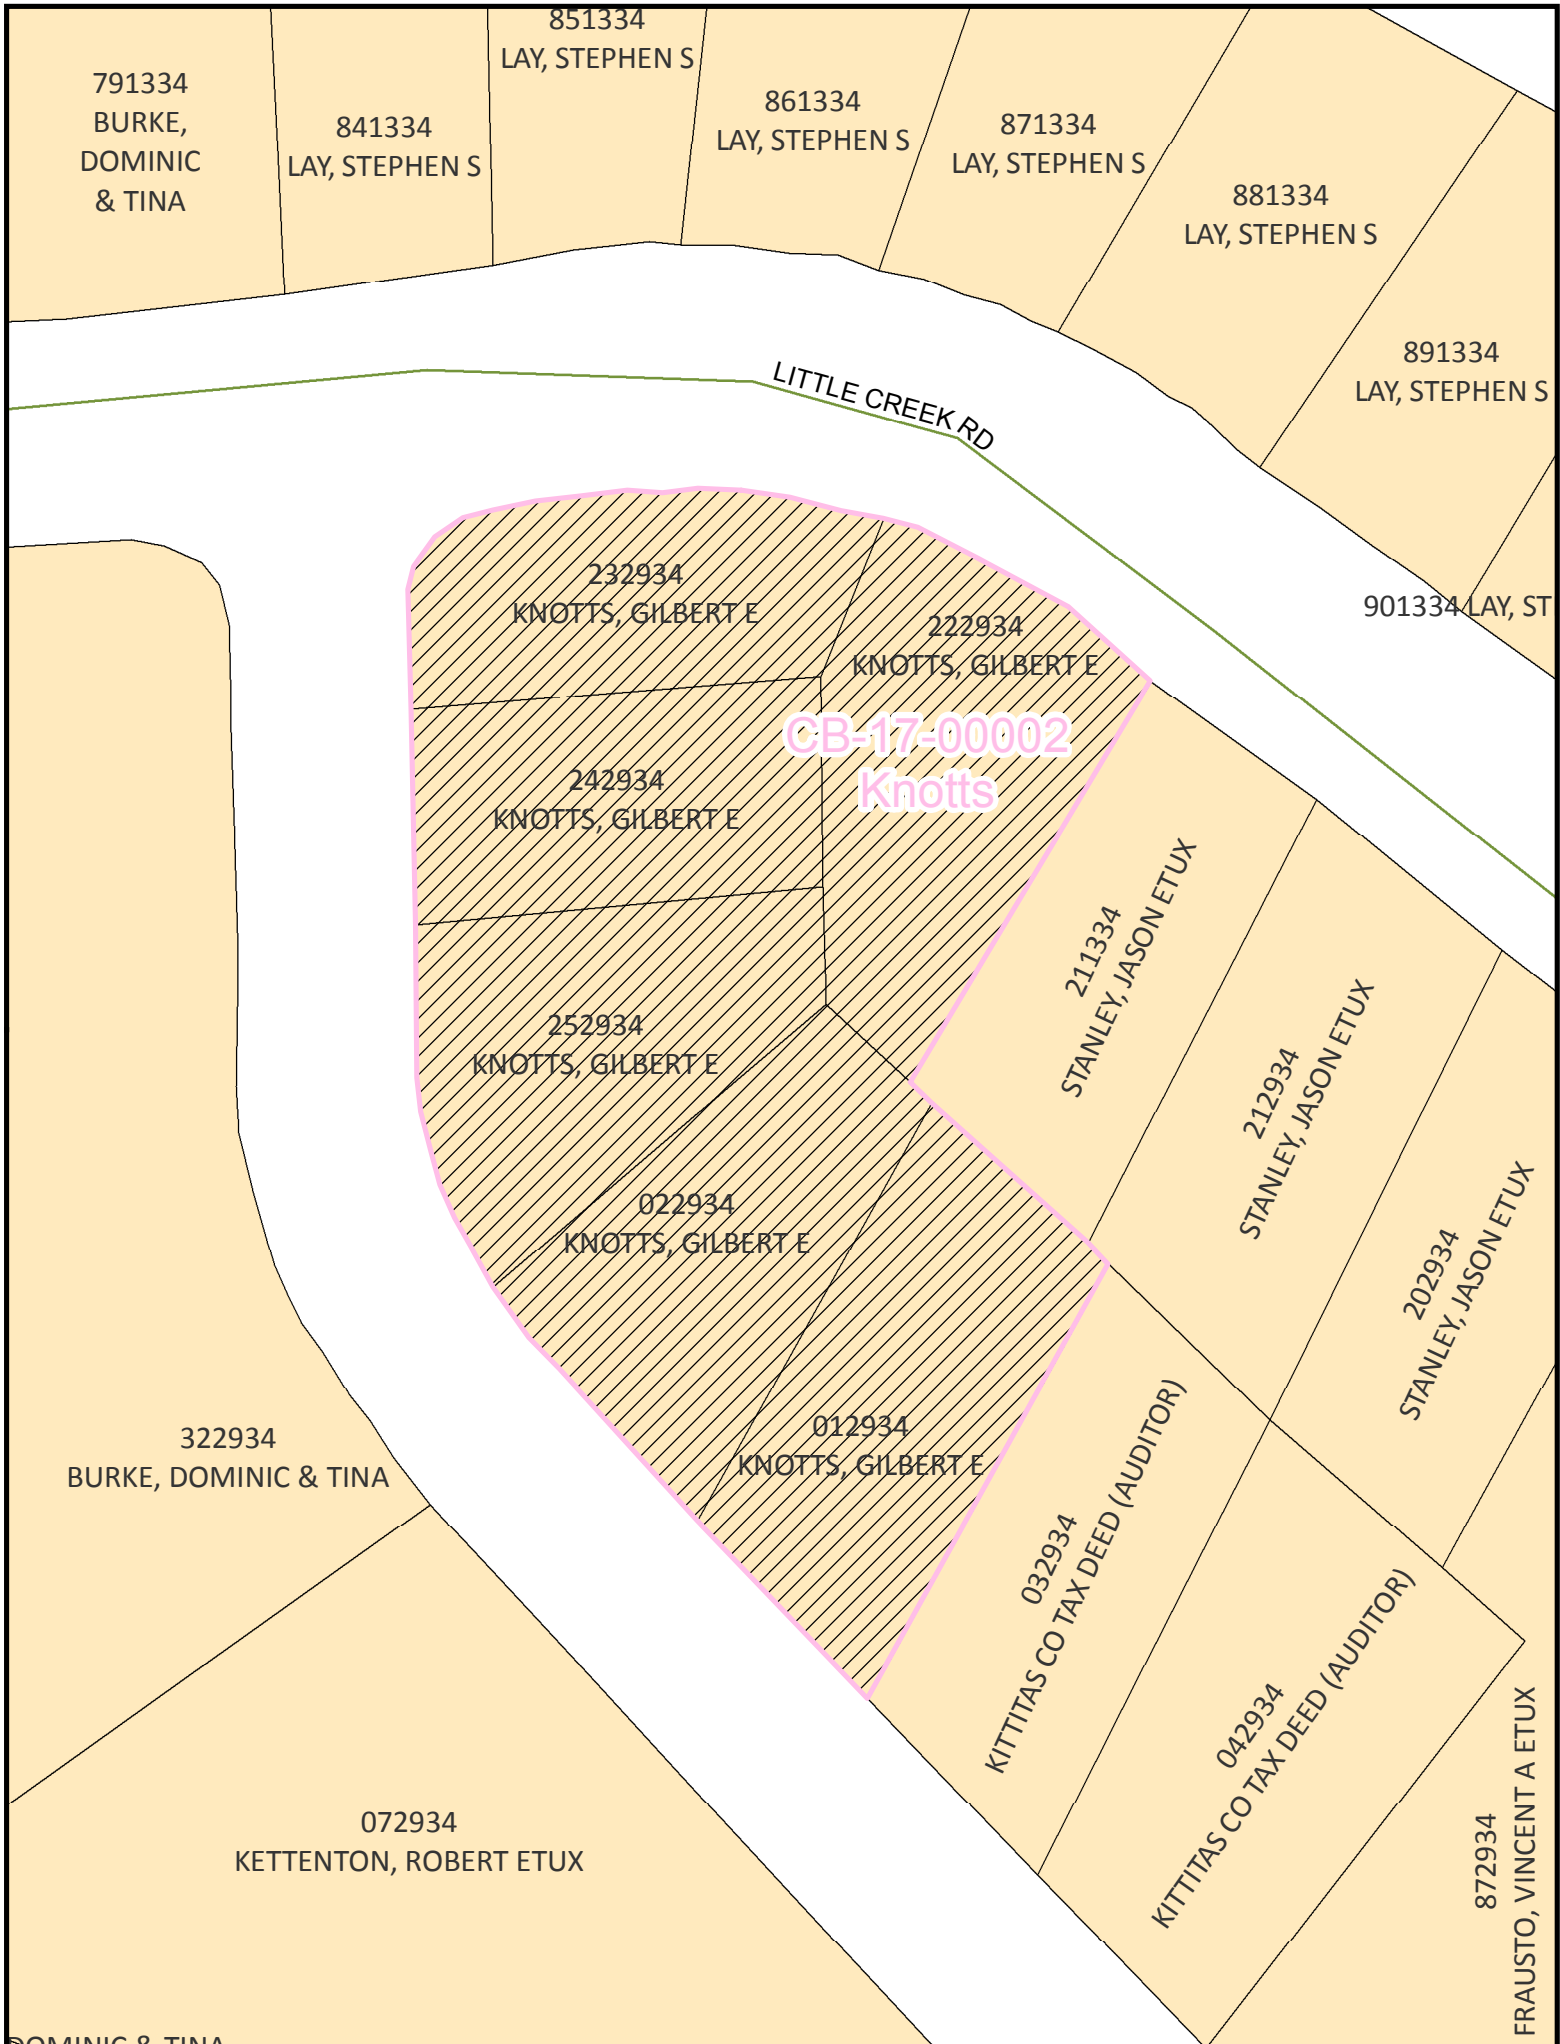 851334
LAY, STEPHEN S
791334
BURKE,
DOMINIC
& TINA
841334
LAY, STEPHEN S
861334
LAY, STEPHEN S
871334
LAY, STEPHEN S
881334
LAY, STEPHEN S
891334
LAY, STEPHEN S
LITTLE CREEK RD
901334 LAY, ST
232934
KNOTTS, GILBERT E
222934
KNOTTS, GILBERT E
CB-17-00002
Knotts
242934
KNOTTS, GILBERT E
211334
STANLEY, JASON ETUX
252934
KNOTTS, GILBERT E
212934
STANLEY, JASON ETUX
022934
KNOTTS, GILBERT E
202934
STANLEY, JASON ETUX
012934
KNOTTS, GILBERT E
322934
BURKE, DOMINIC & TINA
032934
KITTITAS CO TAX DEED (AUDITOR)
042934
KITTITAS CO TAX DEED (AUDITOR)
072934
KETTENTON, ROBERT ETUX
872934
FRAUSTO, VINCENT A ETUX
DOMINIC & TINA